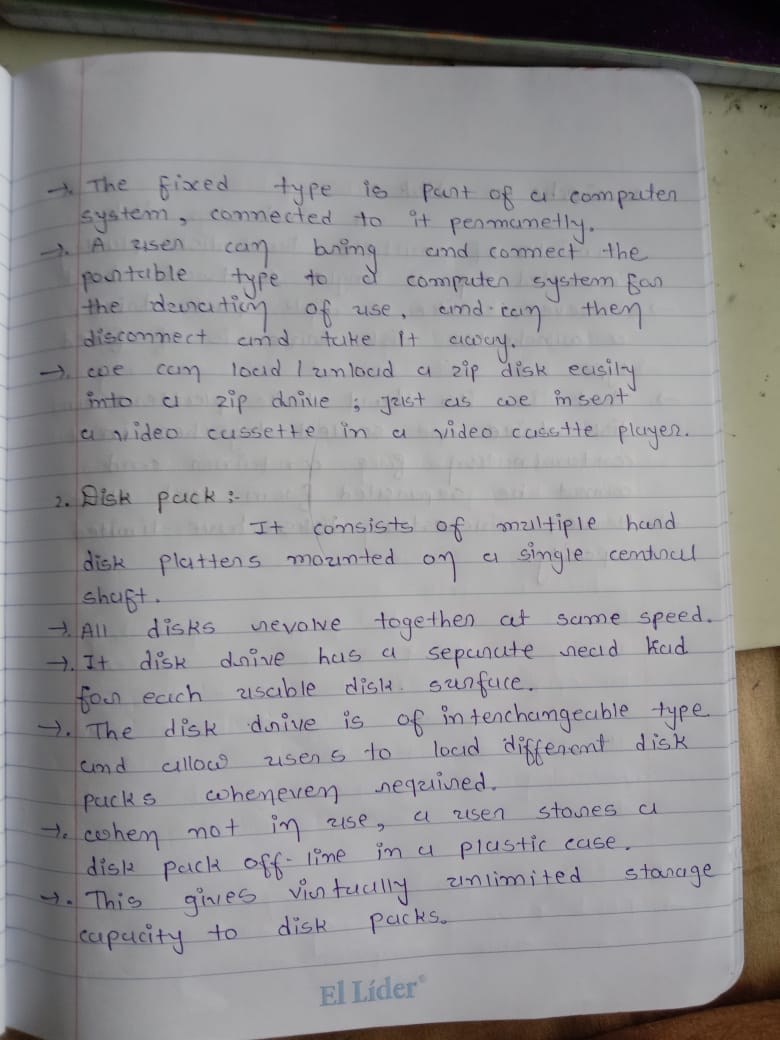 →. The fixed type is part of a computer
system, connected to it permanetly.
→. A user can bring and connect the
portable type to a computer system for
the duration of use, and can then
disconnect and take it away.
→. we can load / unload a zip disk easily
into a zip drive ; just as we insert
a video cassette in a video casstte player.
2. Disk pack :-
It consists of multiple hard
disk platters mounted on a single central
shaft.
→. All disks revolve together at same speed.
→. It disk drive has a separate read
for each usable disk surface.
→. The disk drive is of interchangeable type
and allow users to load different disk
packs whenever required.
→. when not in use, a user stores a
disk pack off-line in a plastic case.
→. This gives virtually unlimited storage
capacity to disk packs.
El Líder®